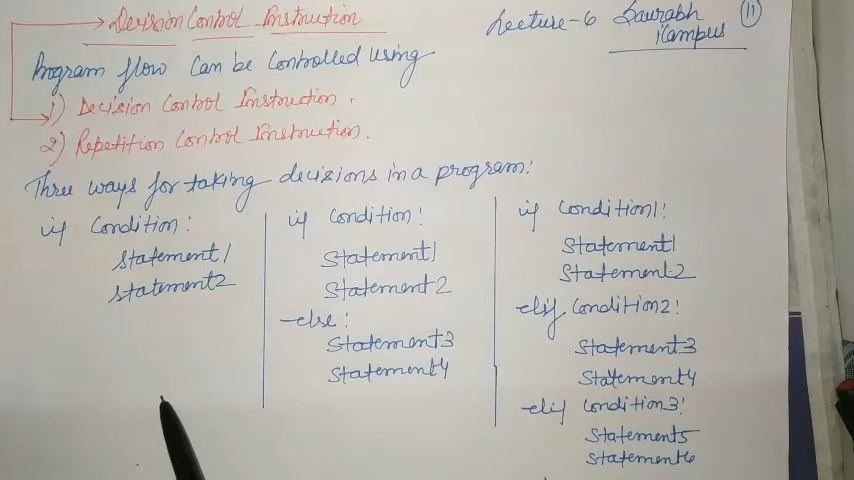 Decision Control Instruction
Lecture-6 Saurabh
iCampus
11
Program flow can be controlled using
1) Decision Control Instruction.
2) Repetition Control Instruction.
Three ways for taking decisions in a program:
if Condition:
statement1
statement2
if Condition:
Statement1
Statement2
else:
Statement3
Statement4
if Condition1:
Statement1
Statement2
elif Condition2:
Statement3
Statement4
elif Condition3:
Statement5
Statement6